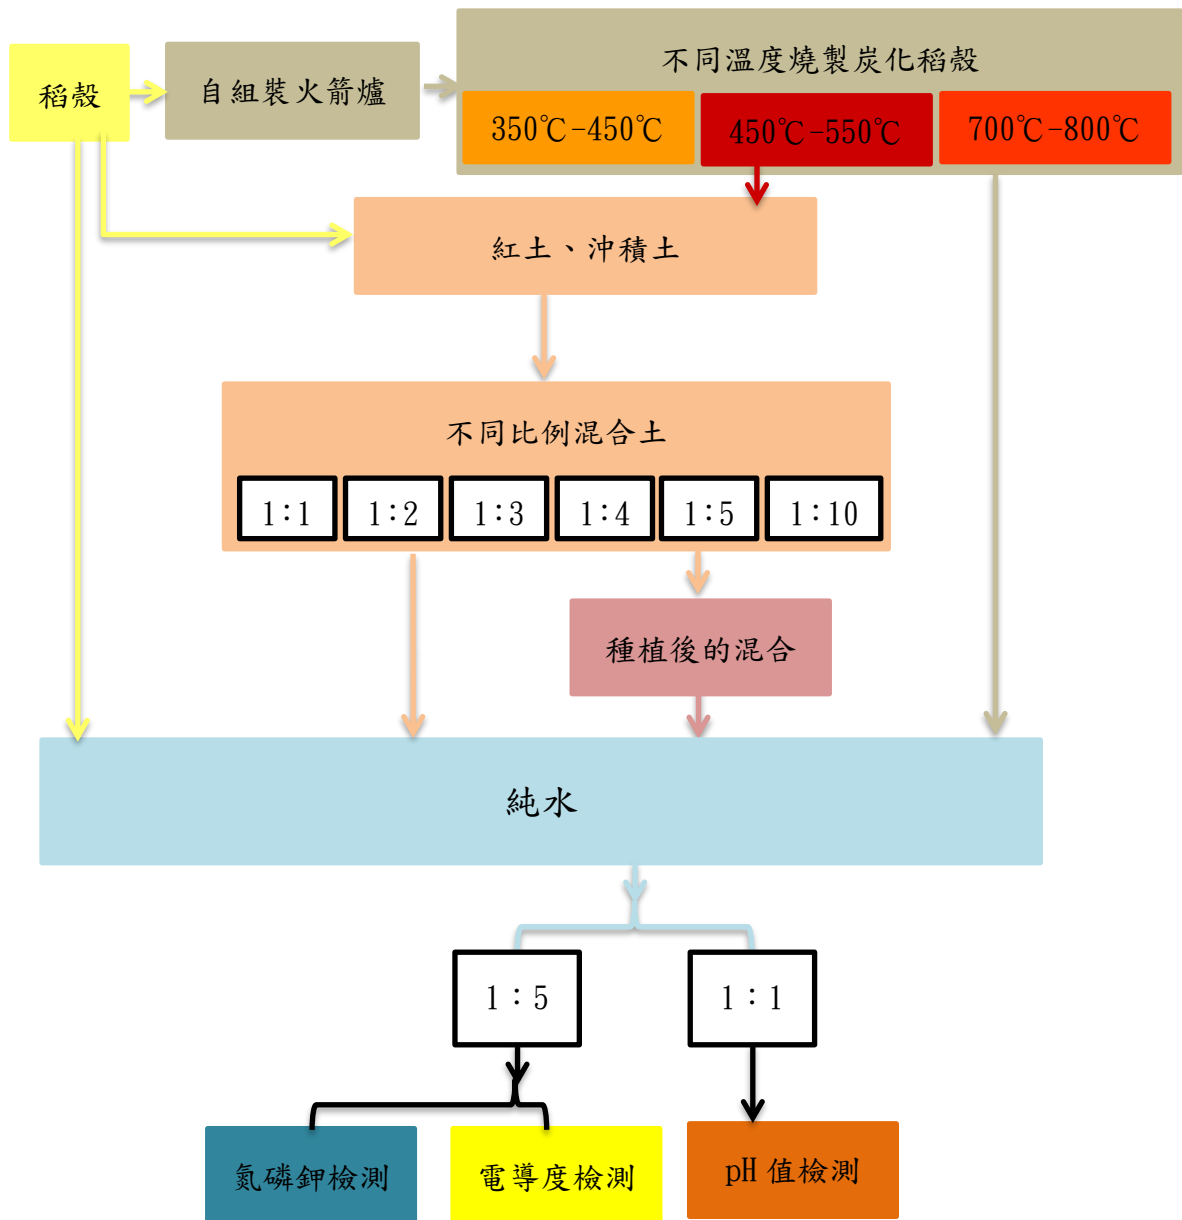 稻殼
自組裝火箭爐
不同溫度燒製炭化稻殼
350℃-450℃
450℃-550℃
700℃-800℃
紅土、沖積土
不同比例混合土
1:1
1:2
1:3
1:4
1:5
1:10
種植後的混合
純水
1：5
1：1
氮磷鉀檢測
電導度檢測
pH 值檢測